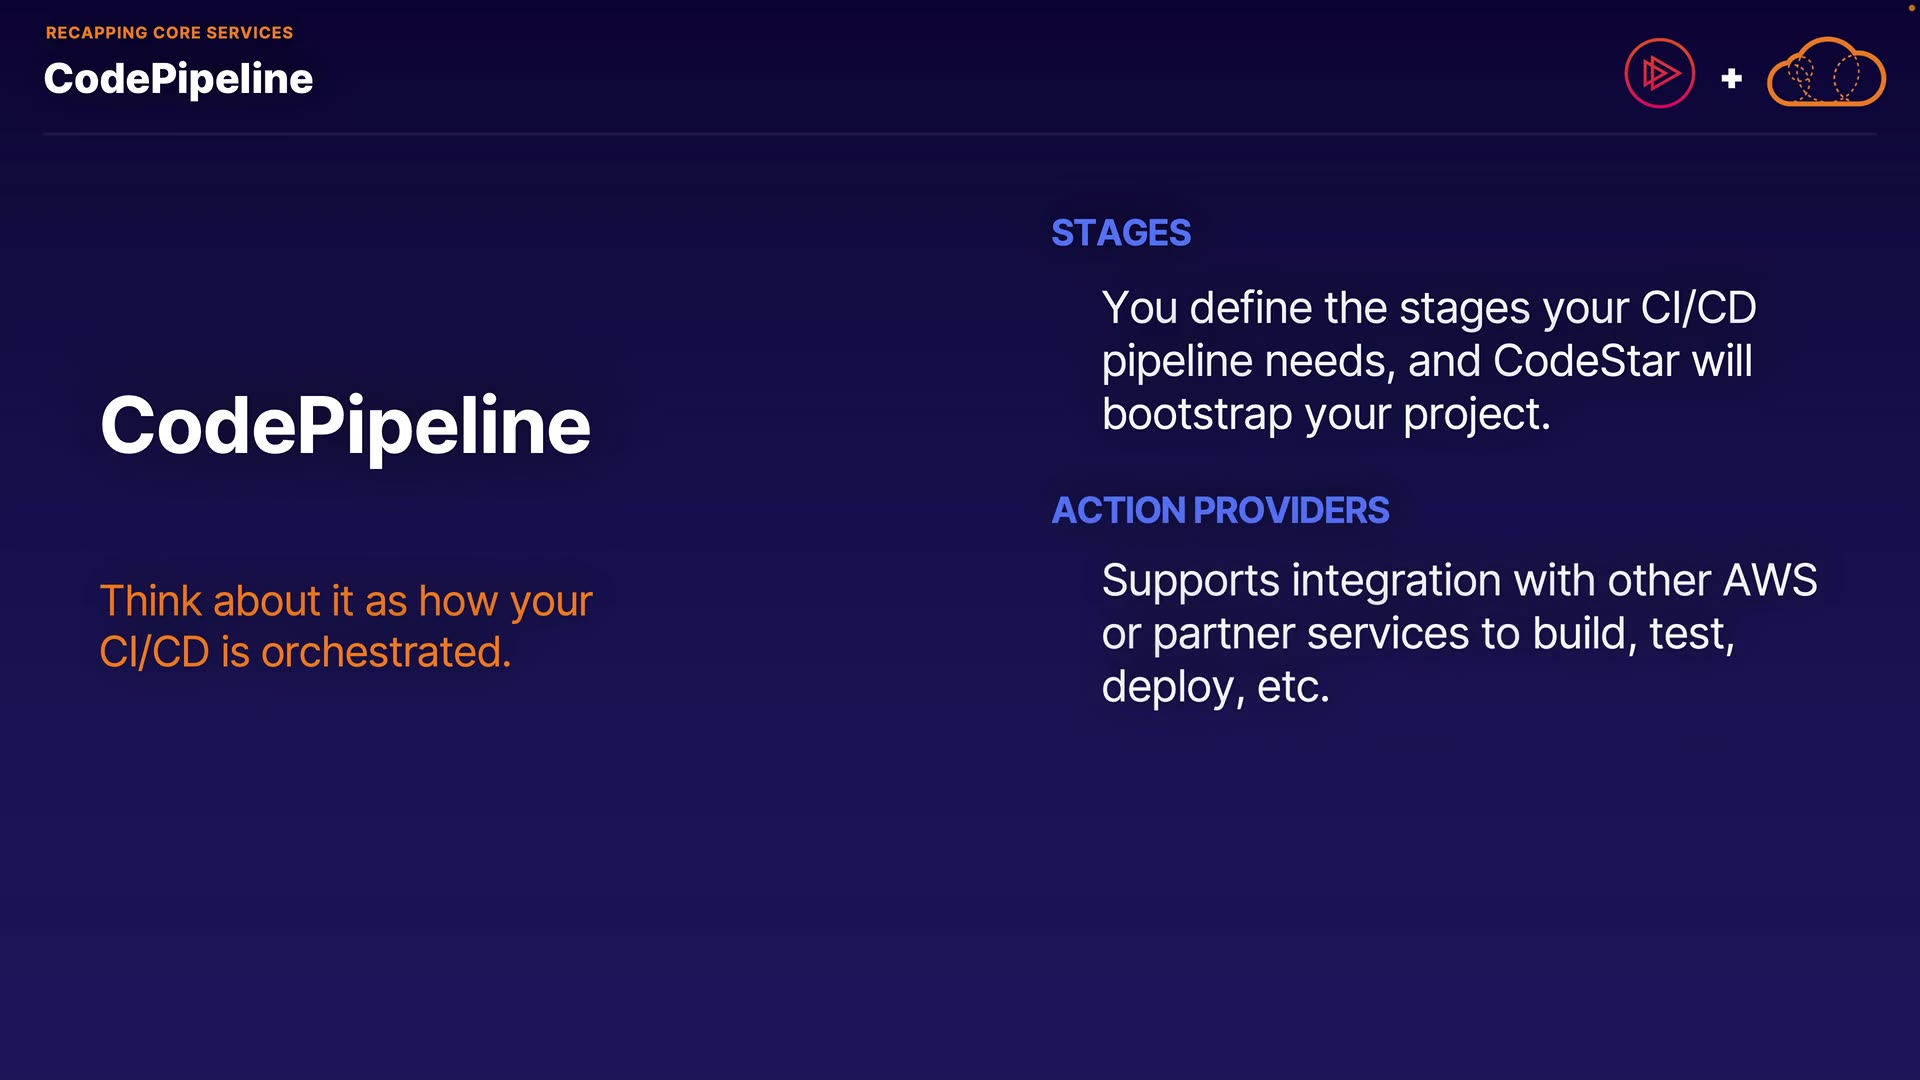 RECAPPING CORE SERVICES
CodePipeline
+
CodePipeline
Think about it as how your
CI/CD is orchestrated.
STAGES
You define the stages your CI/CD
pipeline needs, and CodeStar will
bootstrap your project.
ACTION PROVIDERS
Supports integration with other AWS
or partner services to build, test,
deploy, etc.